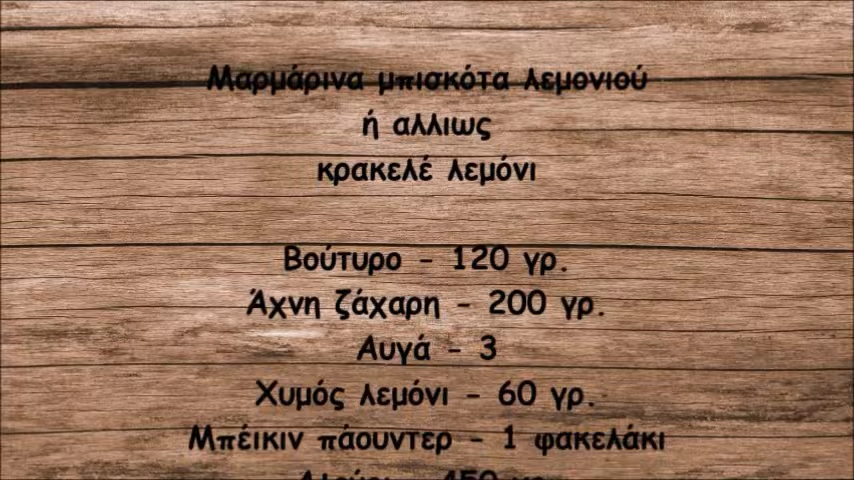 Μαρμάρινα μπισκότα λεμονιού
ή αλλιως
κρακελέ λεμόνι
Βούτυρο - 120 γρ.
Άχνη ζάχαρη - 200 γρ.
Αυγά - 3
Χυμός λεμόνι - 60 γρ.
Μπέικιν πάουντερ - 1 φακελάκι